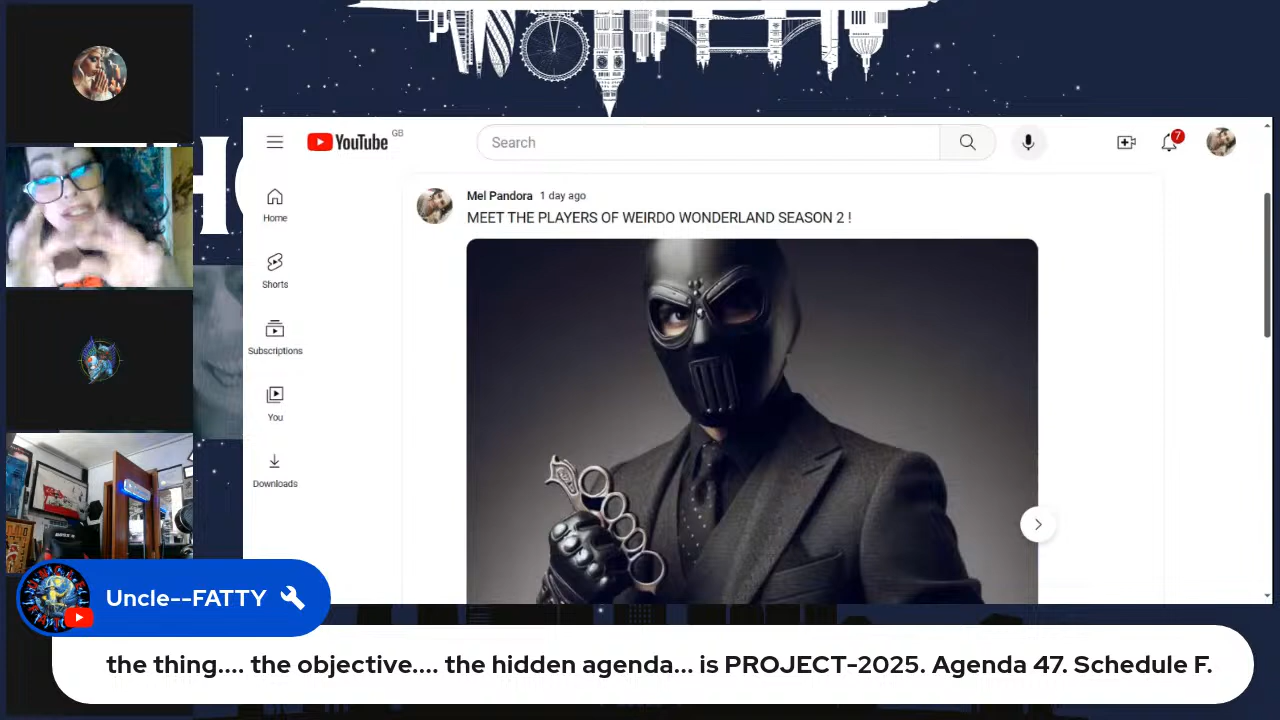 YouTube
GB
Search
7
Home
Shorts
Subscriptions
You
Downloads
Mel Pandora 1 day ago
MEET THE PLAYERS OF WEIRDO WONDERLAND SEASON 2 !
Uncle--FATTY
the thing.... the objective.... the hidden agenda... is PROJECT-2025. Agenda 47. Schedule F.